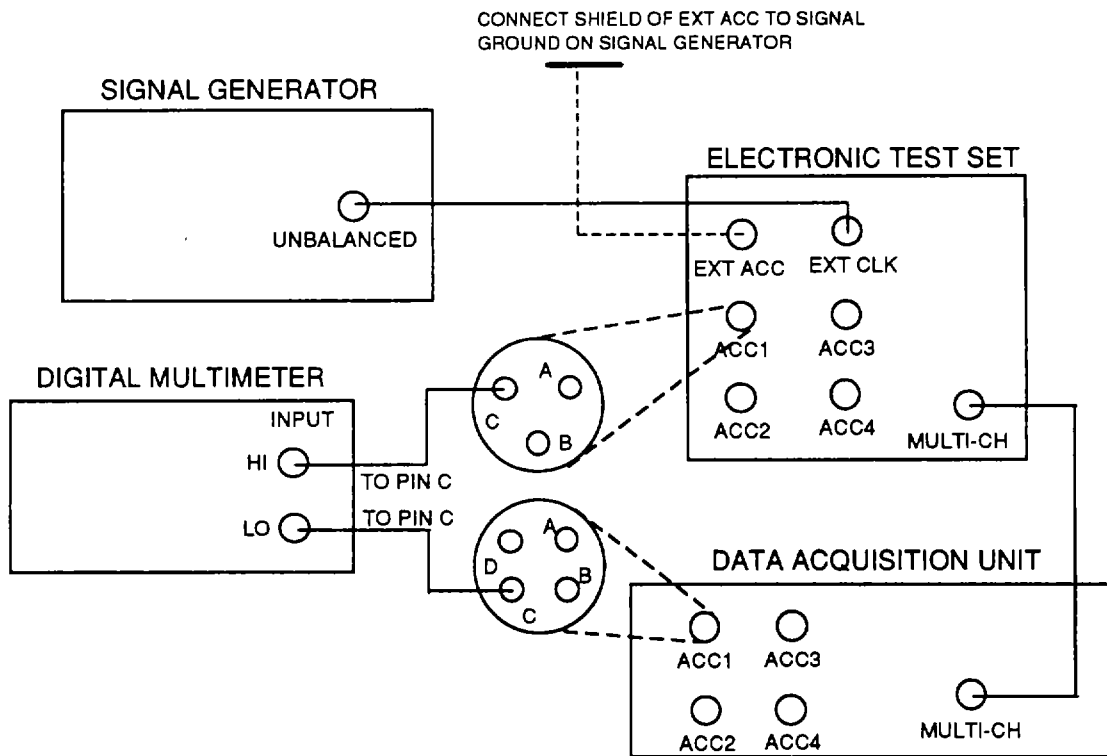 CONNECT SHIELD OF EXT ACC TO SIGNAL
GROUND ON SIGNAL GENERATOR
SIGNAL GENERATOR
UNBALANCED
ELECTRONIC TEST SET
EXT ACC
EXT CLK
ACC1
ACC3
ACC2
ACC4
MULTI-CH
DIGITAL MULTIMETER
INPUT
HI
TO PIN C
LO
TO PIN C
A
C
B
A
D
B
C
DATA ACQUISITION UNIT
ACC1
ACC3
ACC2
ACC4
MULTI-CH